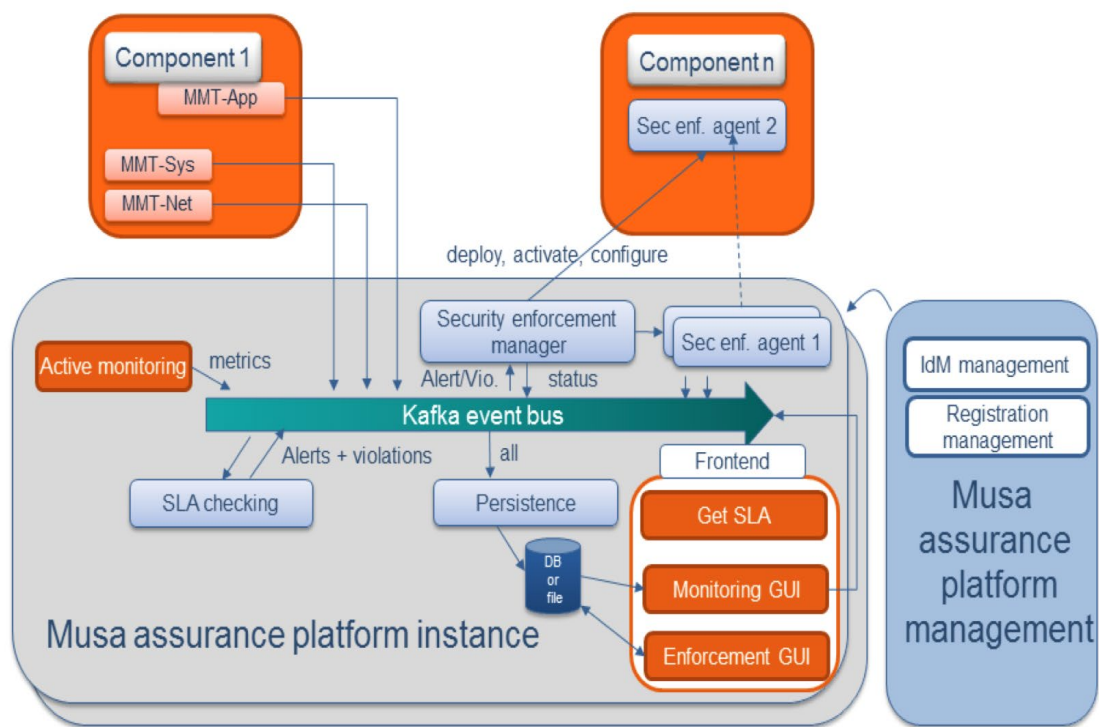 Component 1
MMT-App
MMT-Sys
MMT-Net
Component n
Sec enf. agent 2
deploy, activate, configure
Security enforcement
manager
Sec enf. agent 1
Active monitoring
metrics
Alert/Vio.
status
Kafka event bus
Alerts + violations
all
SLA checking
Persistence
DB
or
file
Frontend
Get SLA
Monitoring GUI
Enforcement GUI
Musa assurance platform instance
IdM management
Registration
management
Musa
assurance
platform
management